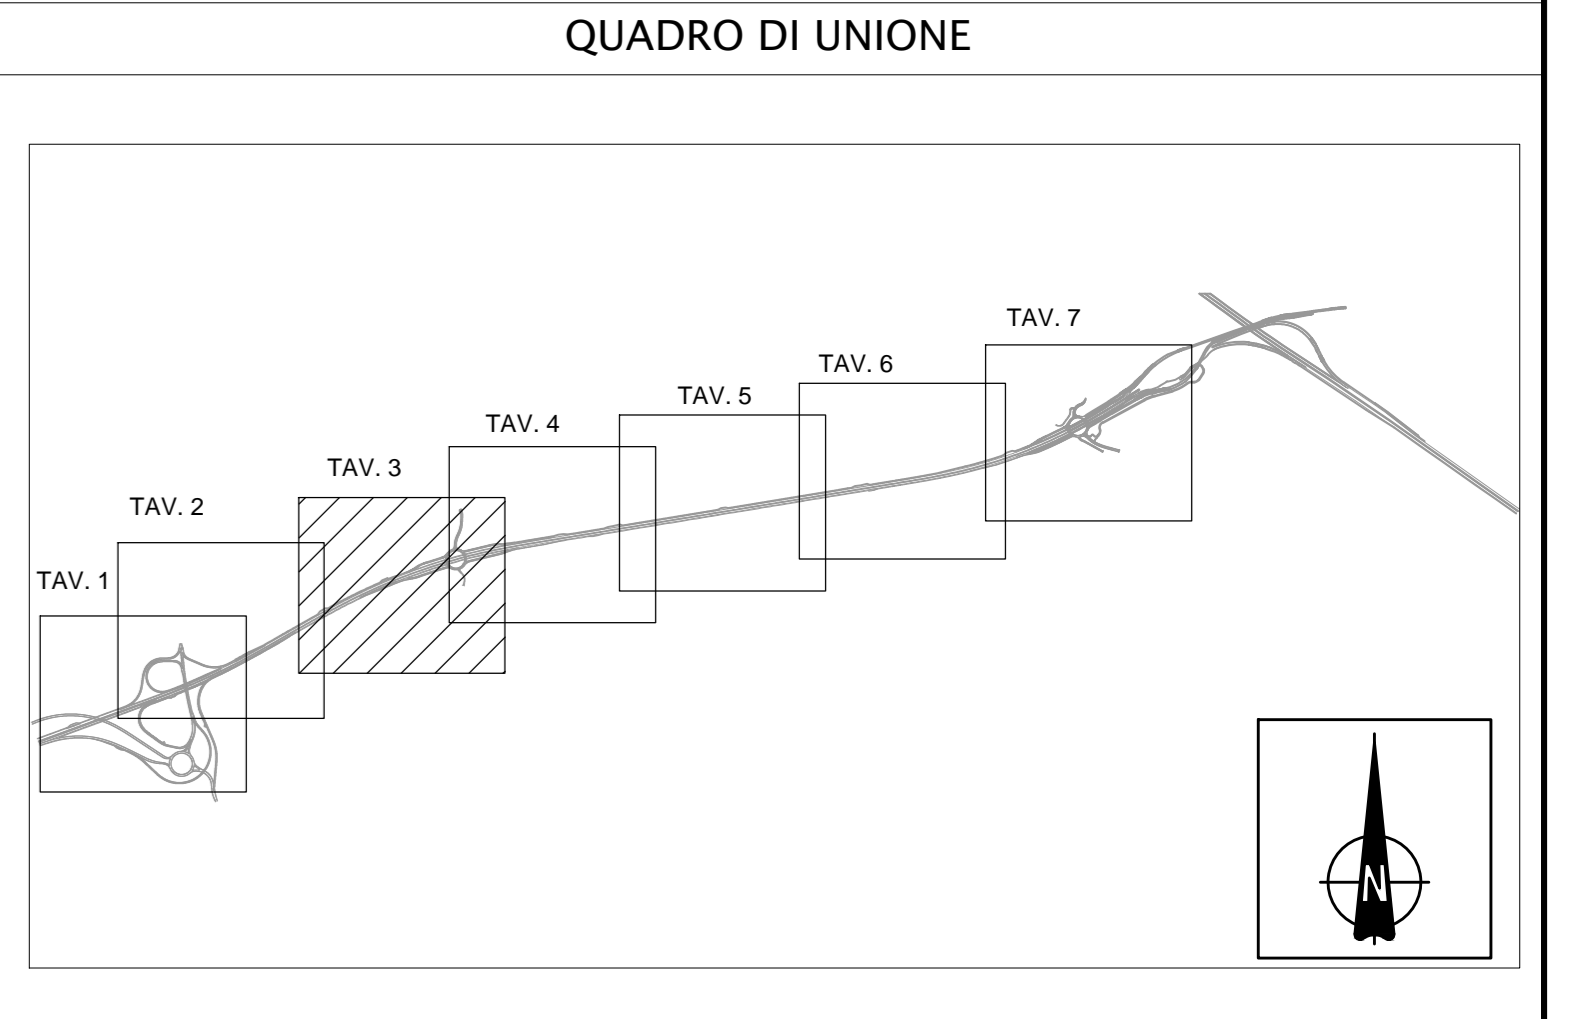 QUADRO DI UNIONE
TAV. 1
TAV. 2
TAV. 3
TAV. 4
TAV. 5
TAV. 6
TAV. 7
N